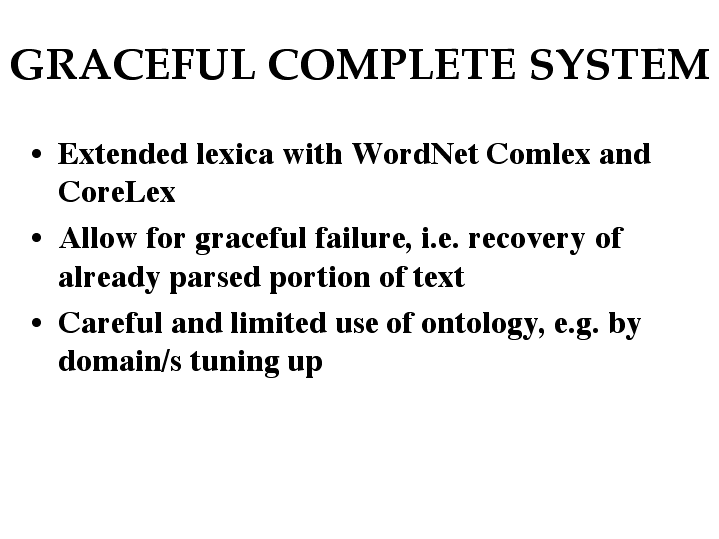 GRACEFUL COMPLETE SYSTEM
• Extended lexica with WordNet Comlex and
CoreLex
• Allow for graceful failure, i.e. recovery of
already parsed portion of text
• Careful and limited use of ontology, e.g. by
domain/s tuning up